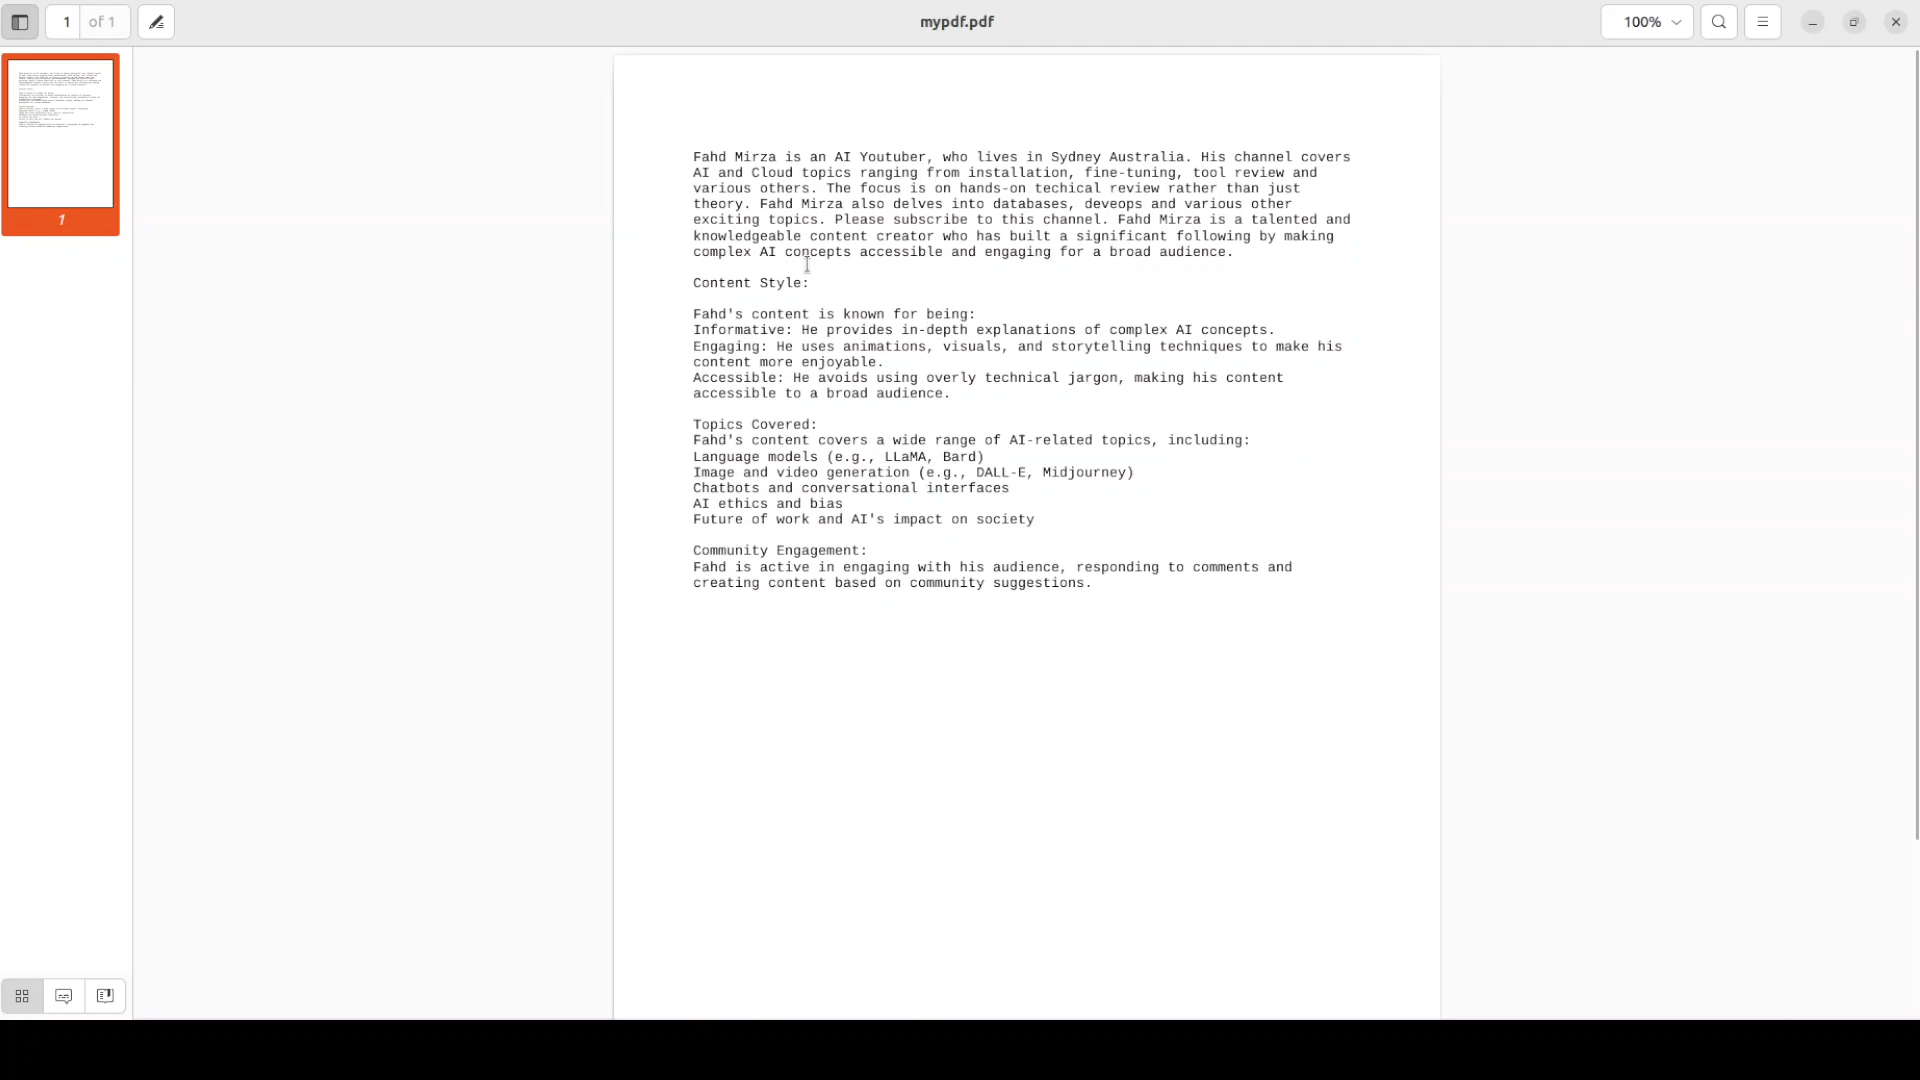 1 of 1 mypdf.pdf 100%
1
Fahd Mirza is an AI Youtuber, who lives in Sydney Australia. His channel covers
AI and Cloud topics ranging from installation, fine-tuning, tool review and
various others. The focus is on hands-on techical review rather than just
theory. Fahd Mirza also delves into databases, deveops and various other
exciting topics. Please subscribe to this channel. Fahd Mirza is a talented and
knowledgeable content creator who has built a significant following by making
complex AI concepts accessible and engaging for a broad audience.
Content Style:
Fahd's content is known for being:
Informative: He provides in-depth explanations of complex AI concepts.
Engaging: He uses animations, visuals, and storytelling techniques to make his
content more enjoyable.
Accessible: He avoids using overly technical jargon, making his content
accessible to a broad audience.
Topics Covered:
Fahd's content covers a wide range of AI-related topics, including:
Language models (e.g., LLaMA, Bard)
Image and video generation (e.g., DALL-E, Midjourney)
Chatbots and conversational interfaces
AI ethics and bias
Future of work and AI's impact on society
Community Engagement:
Fahd is active in engaging with his audience, responding to comments and
creating content based on community suggestions.